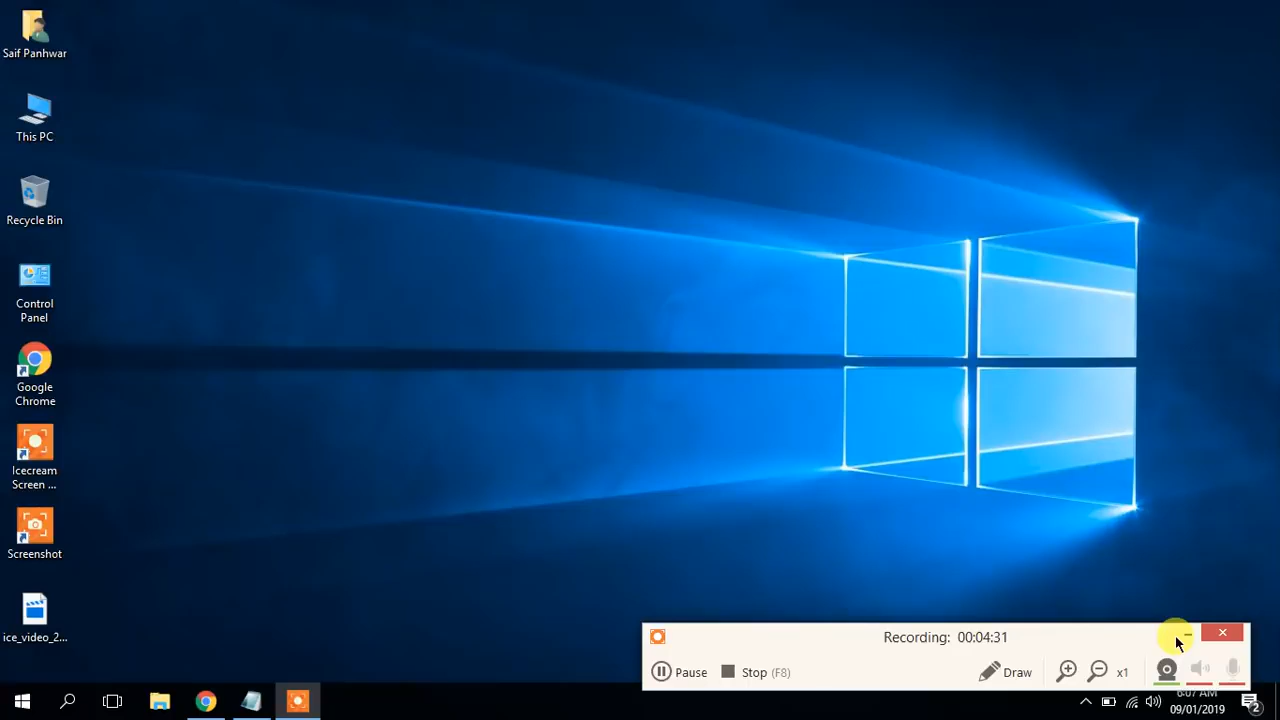 Saif Panhwar
This PC
Recycle Bin
Control
Panel
Google
Chrome
Icecream
Screen ...
Screenshot
ice_video_2...
Recording: 00:04:31
Pause
Stop (F8)
Draw
x1
6:07 AM
09/01/2019
2